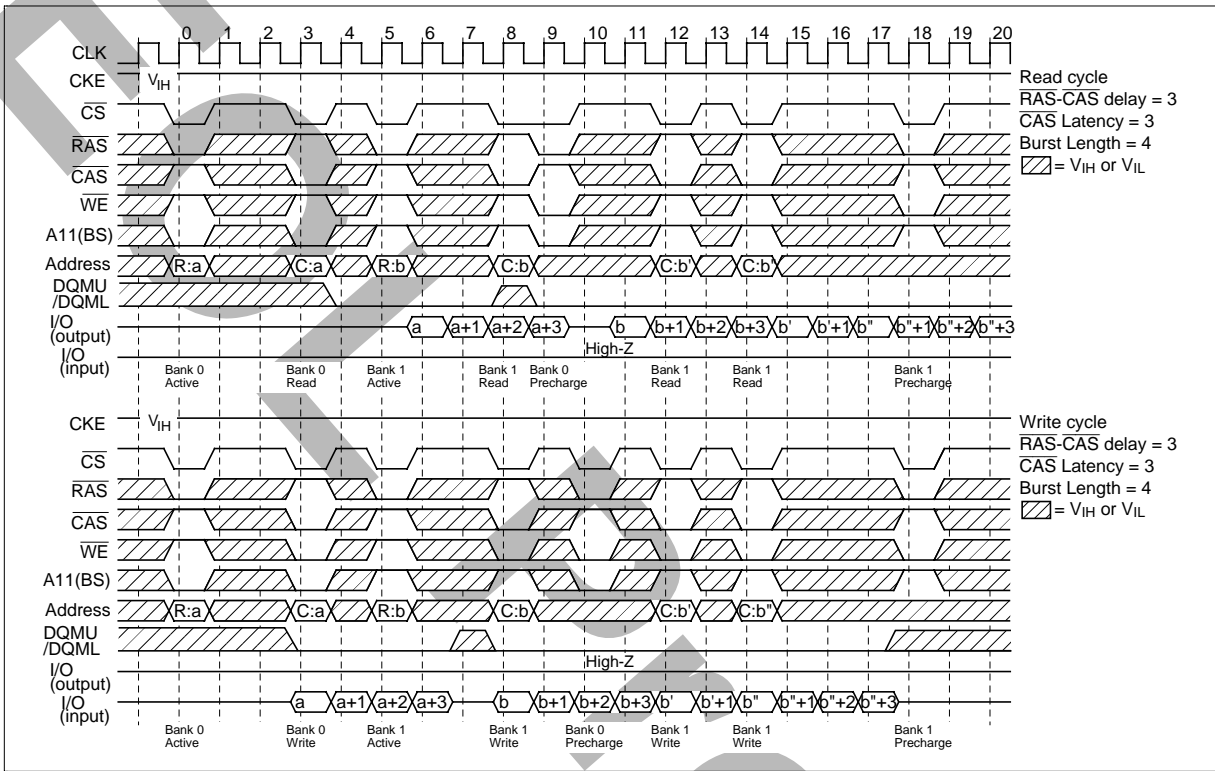 CLK 0 1 2 3 4 5 6 7 8 9 10 11 12 13 14 15 16 17 18 19 20
CKE VIH
CS
RAS
CAS
WE
A11(BS)
Address R:a C:a R:b C:b C:b' C:b"
DQMU
/DQML
I/O
(output) a a+1 a+2 a+3 b b+1 b+2 b+3 b' b'+1 b" b"+1 b"+2 b"+3
High-Z
I/O
(input)
Bank 0 Active
Bank 0 Read
Bank 1 Active
Bank 1 Read
Bank 0 Precharge
Bank 1 Read
Bank 1 Read
Bank 1 Precharge
Read cycle
RAS-CAS delay = 3
CAS Latency = 3
Burst Length = 4
= VIH or VIL
CKE VIH
CS
RAS
CAS
WE
A11(BS)
Address R:a C:a R:b C:b C:b' C:b"
DQMU
/DQML
High-Z
I/O
(output)
I/O
(input) a a+1 a+2 a+3 b b+1 b+2 b+3 b' b'+1 b" b"+1 b"+2 b"+3
Bank 0 Active
Bank 0 Write
Bank 1 Active
Bank 1 Write
Bank 0 Precharge
Bank 1 Write
Bank 1 Write
Bank 1 Precharge
Write cycle
RAS-CAS delay = 3
CAS Latency = 3
Burst Length = 4
= VIH or VIL